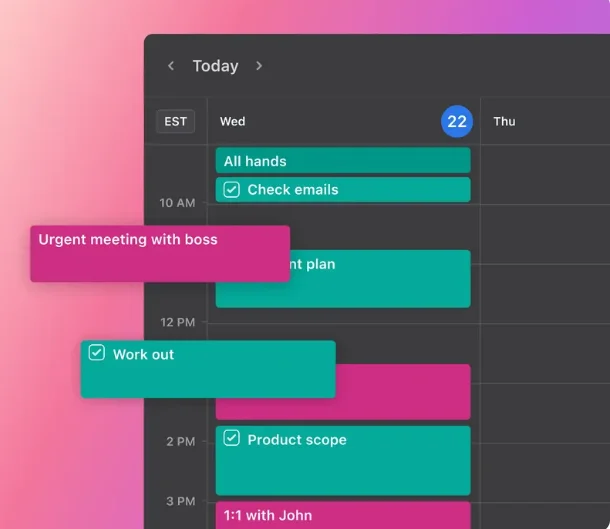 Today
EST
Wed
22
Thu
All hands
Check emails
10 AM
Urgent meeting with boss
nt plan
12 PM
Work out
Product scope
2 PM
3 PM
1:1 with John